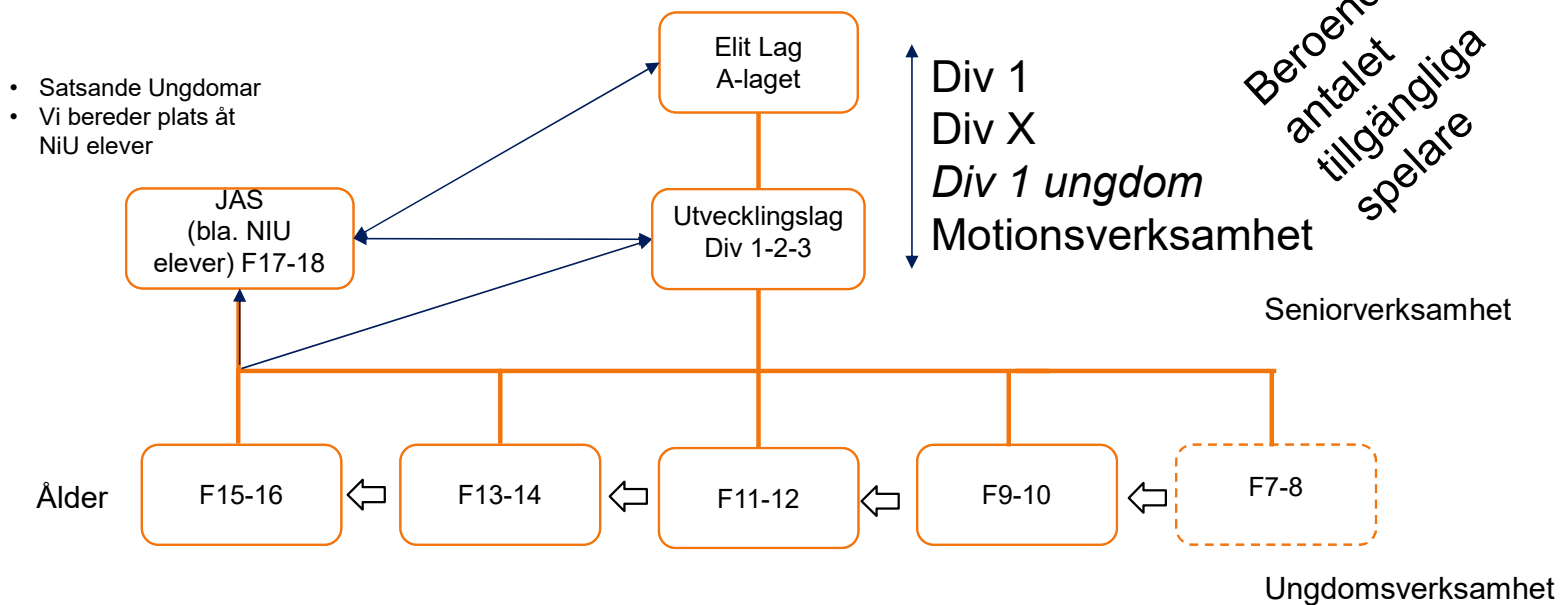 Elit Lag
A-laget
• Satsande Ungdomar
• Vi bereder plats åt
NiU elever
JAS
(bla. NIU
elever) F17-18
Utvecklingslag
Div 1-2-3
Div 1
Div X
Div 1 ungdom
Motionsverksamhet
antalet
tillgängliga
spelare
Seniorverksamhet
Ålder
F15-16
F13-14
F11-12
F9-10
F7-8
Ungdomsverksamhet